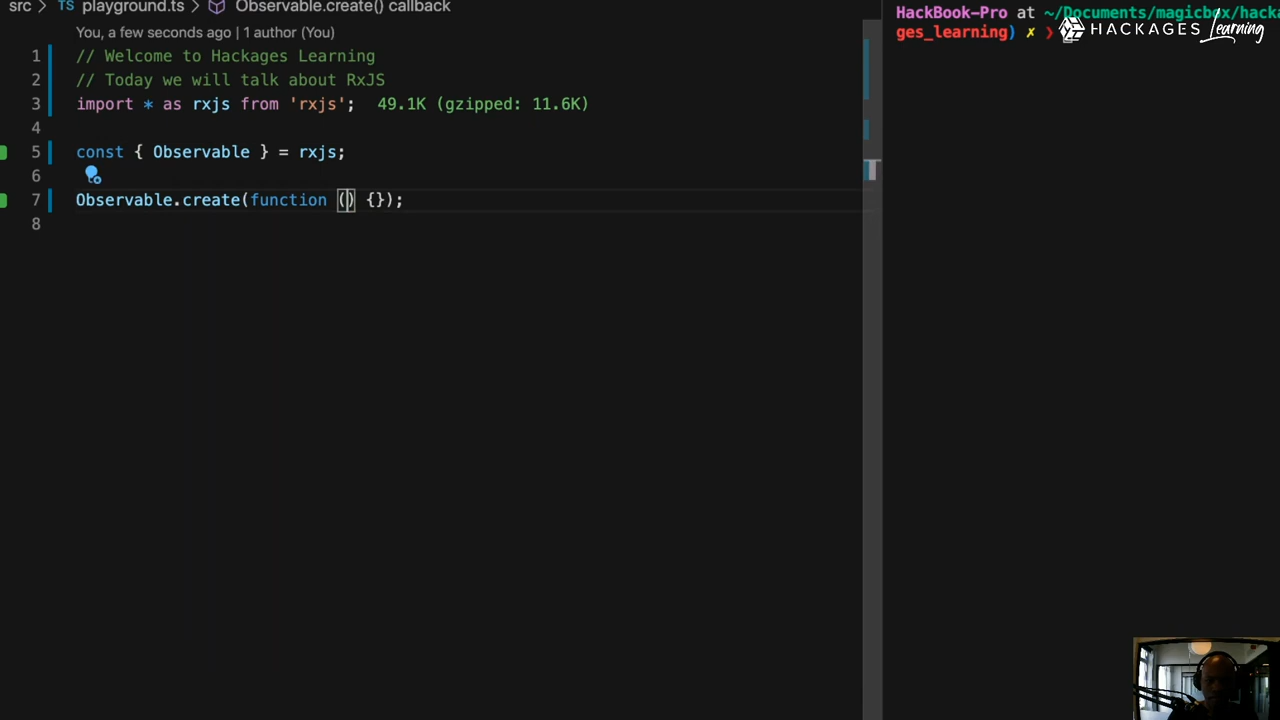 src > TS playground.ts > Observable.create() callback
You, a few seconds ago | 1 author (You)
1 // Welcome to Hackages Learning
2 // Today we will talk about RxJS
3 import * as rxjs from 'rxjs'; 49.1K (gzipped: 11.6K)
4
5 const { Observable } = rxjs;
6
7 Observable.create(function () {});
8
HackBook-Pro at ~/Documents/magicbox/hacka
ges_learning) ✗ ❯
HACKAGES Learning